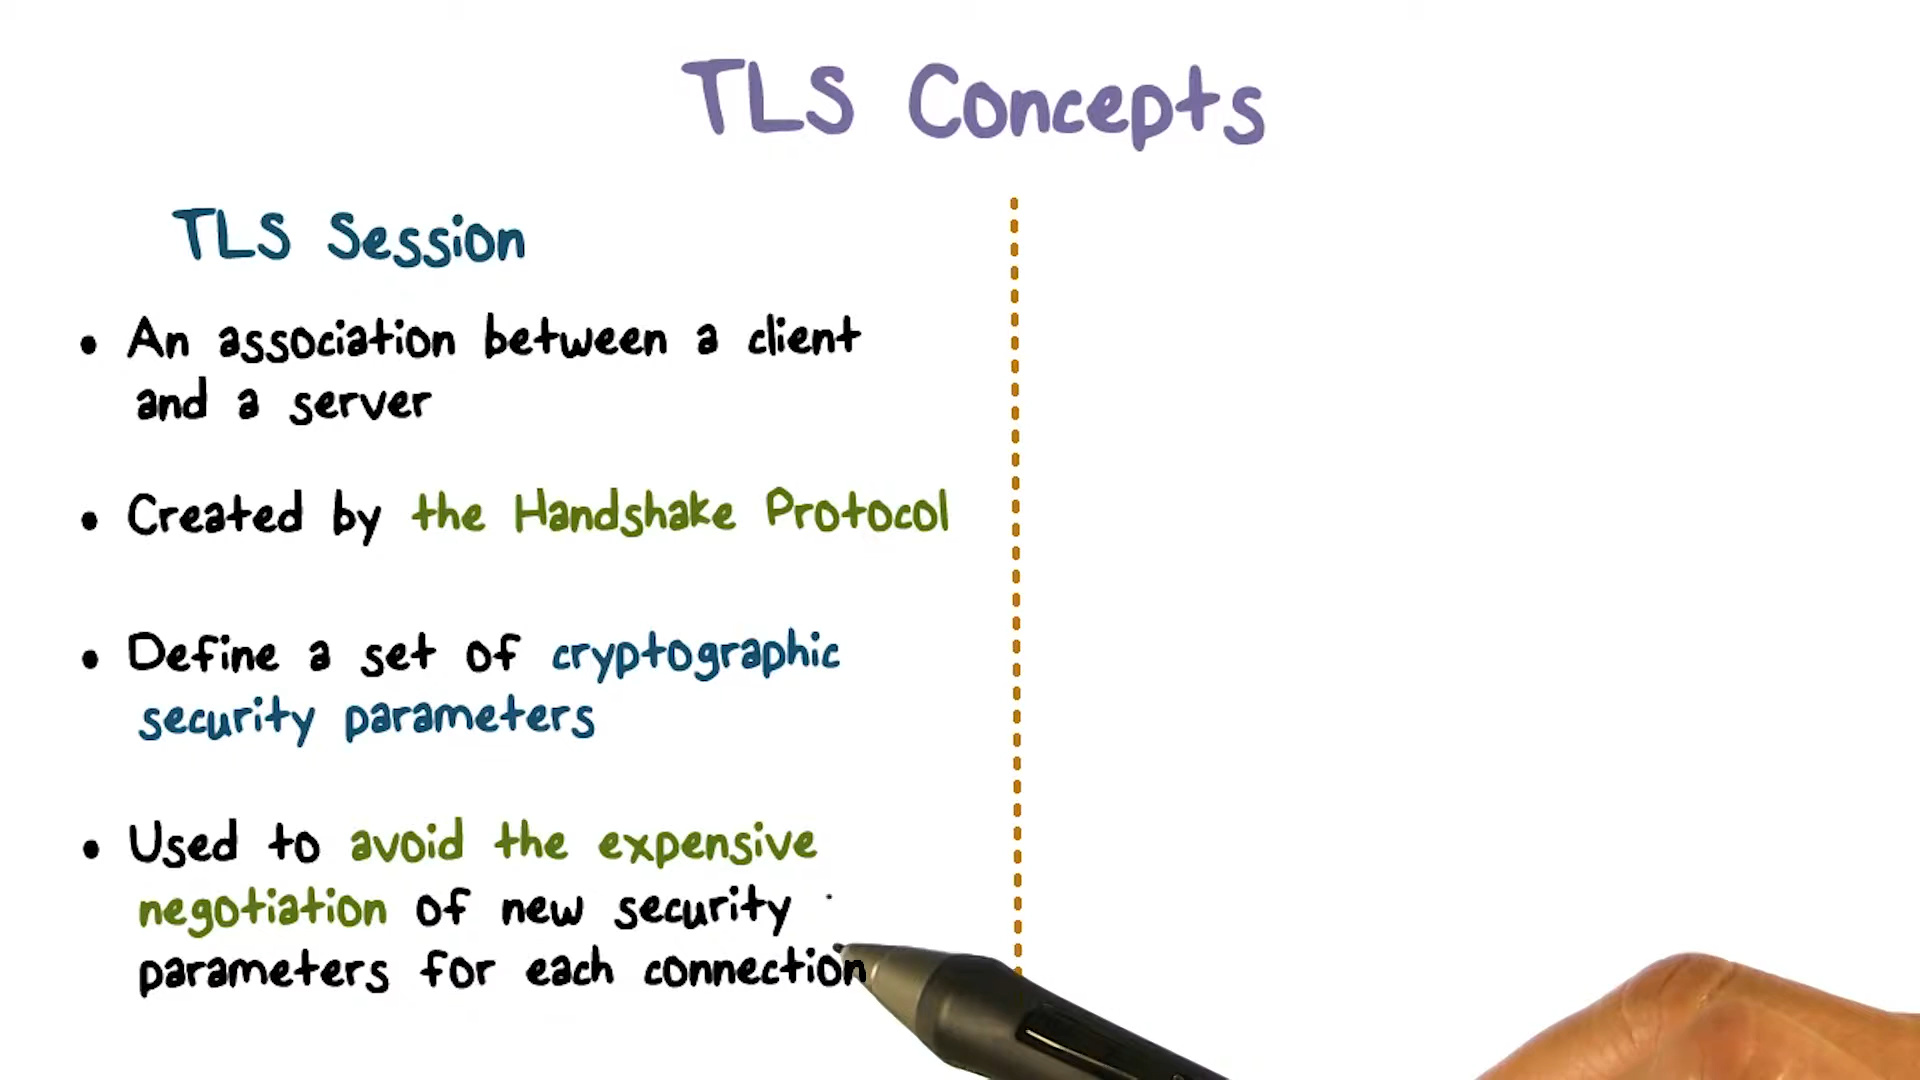 TLS Concepts
TLS Session
• An association between a client
and a server
• Created by the Handshake Protocol
• Define a set of cryptographic
security parameters
• Used to avoid the expensive
negotiation of new security
parameters for each connection